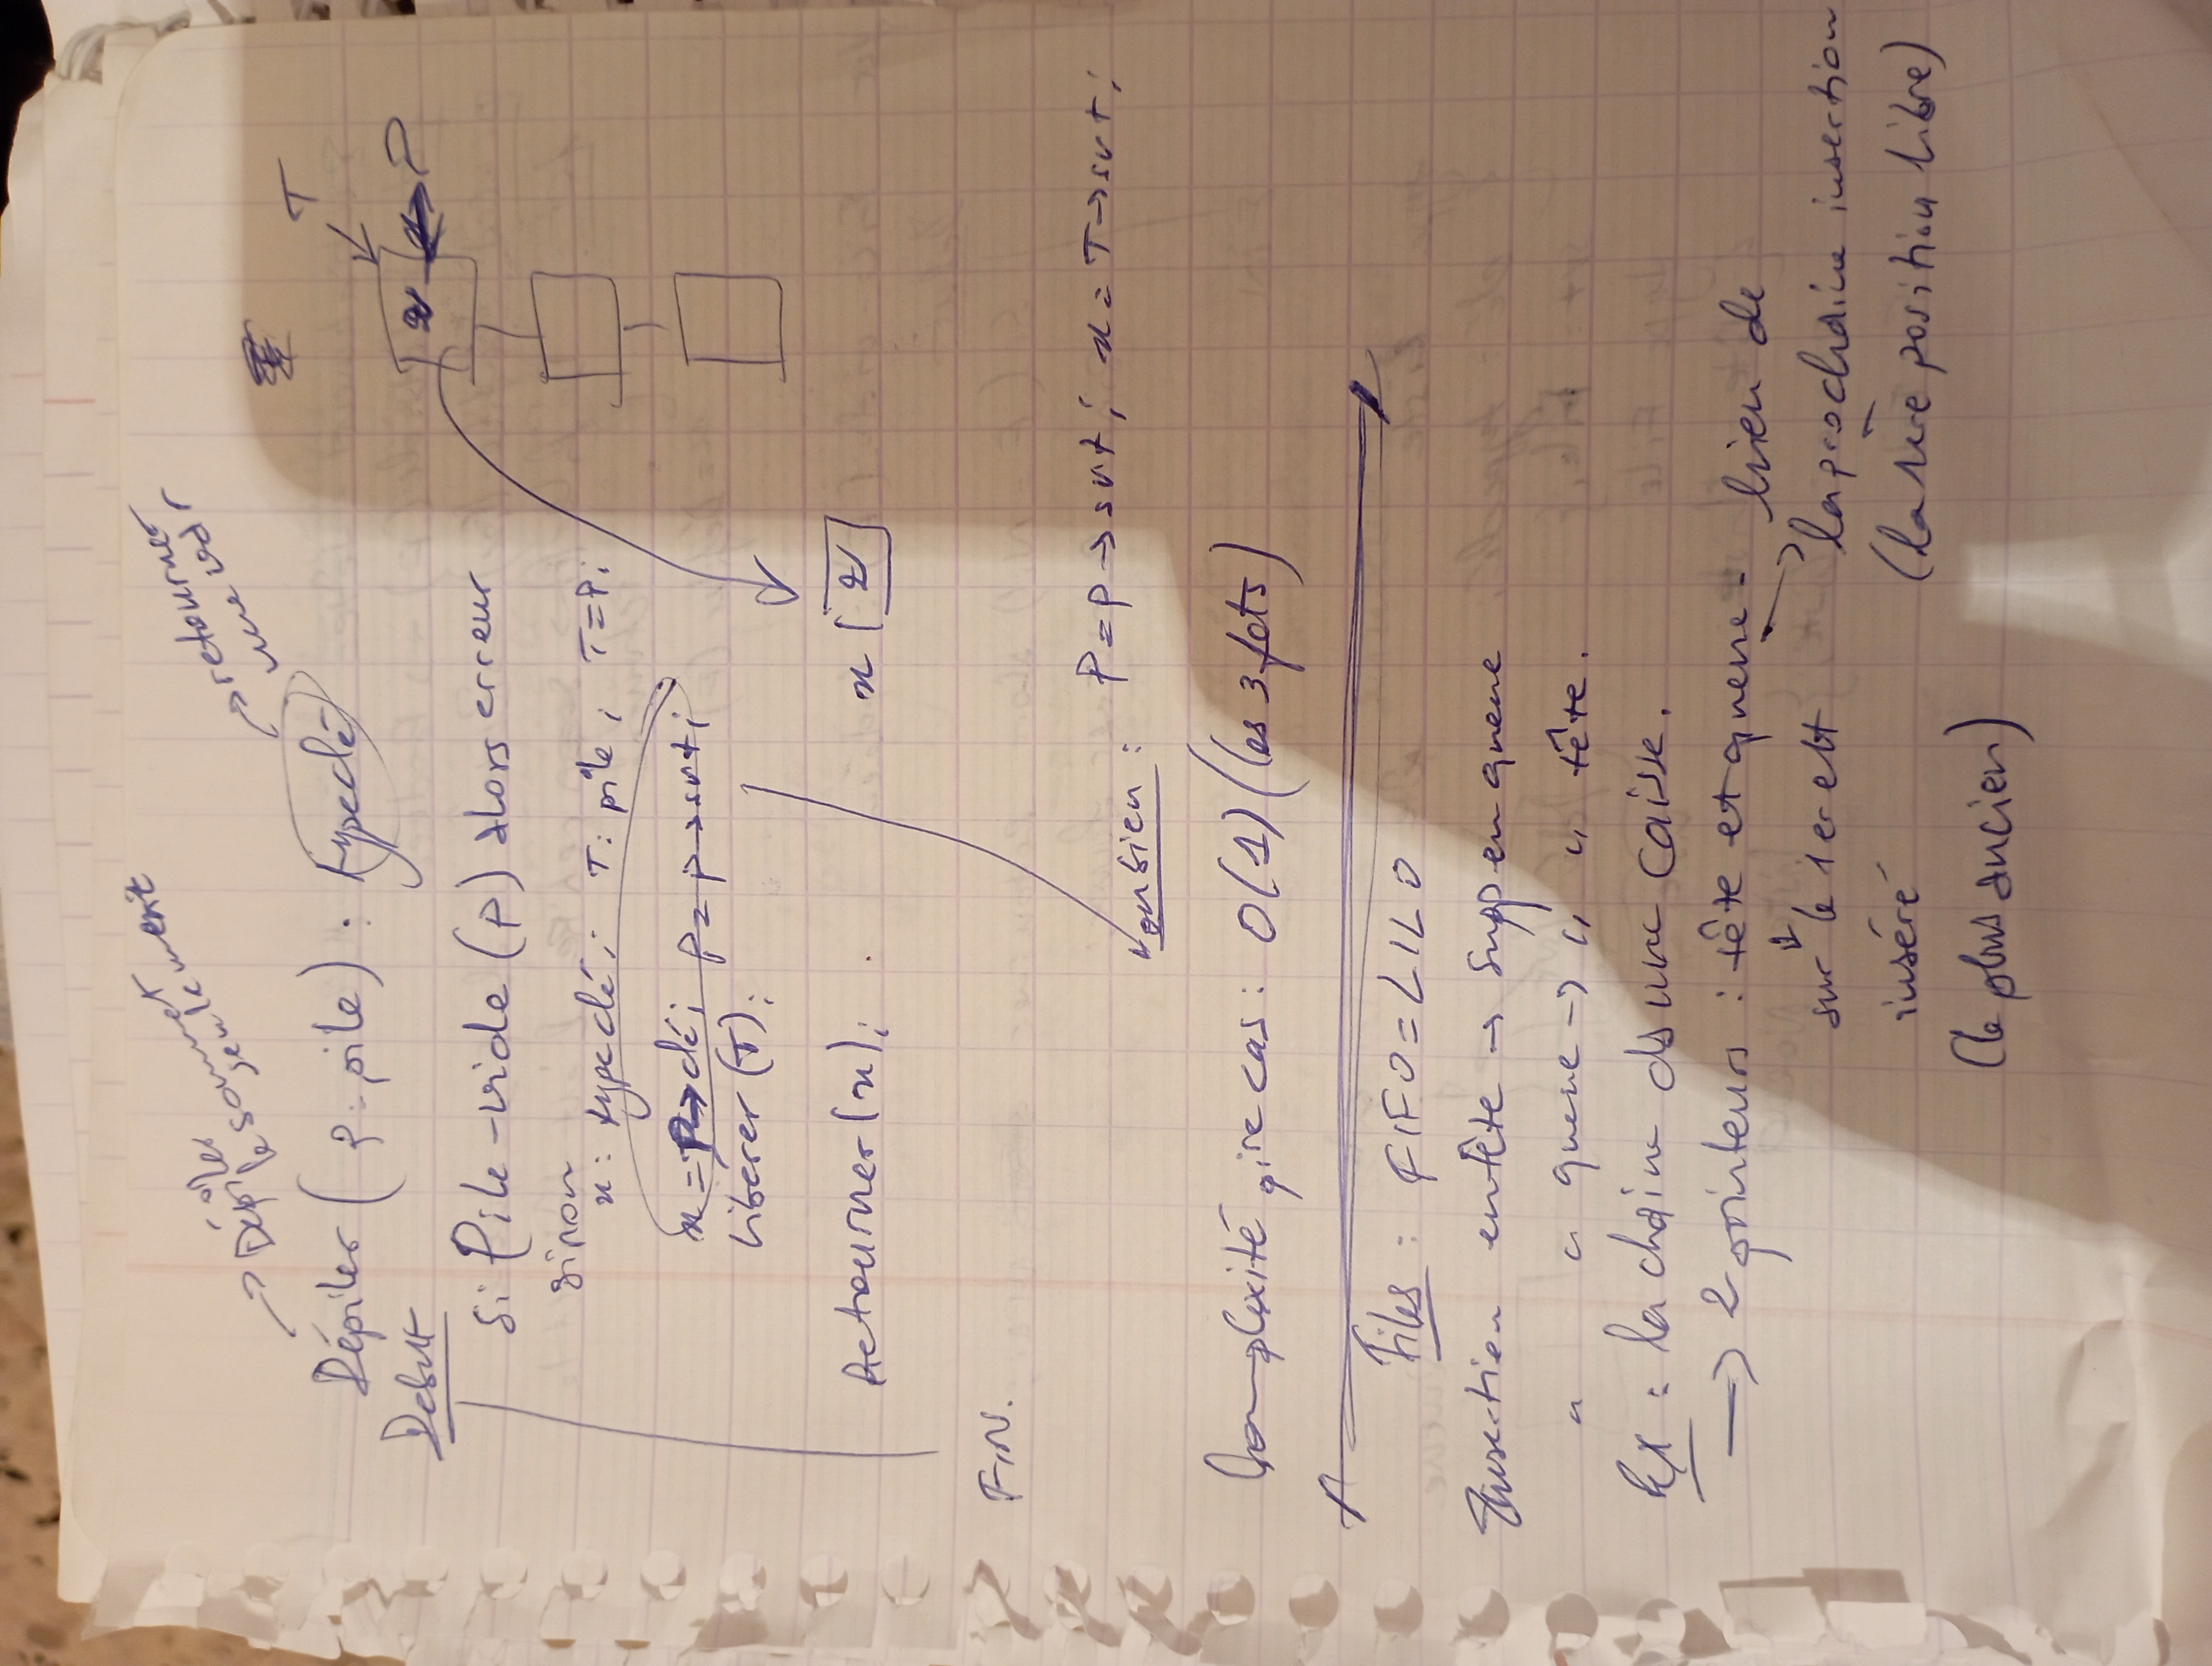 → Dépiler
le sommet
seulement
→ retourner
une val r
Dépiler ( p : pile ) : typeclé
Debut
Si Pile-vide (p) alors erreur
sinon
x : typeclé ; T : pile ; T=P;
x = P→clé ; p = p→svt ;
Libérer (T) ;
Retourner (x) ;
FIN.
T
P
x
ou bien : P = p → svt ; x = T → svt ;
Complexité pire cas : O(1) (les 3 fcts)
Files : FIFO = LILO
Insertion en tête → Supp en queue
" " queue → " " tête.
Ex : la chaine ds une caisse.
→ 2 pointeurs : tête et queue
↓ sur le 1er elt
inséré
(le plus ancien)
→ lieu de
la prochaine insertion
(la 1ère position libre)